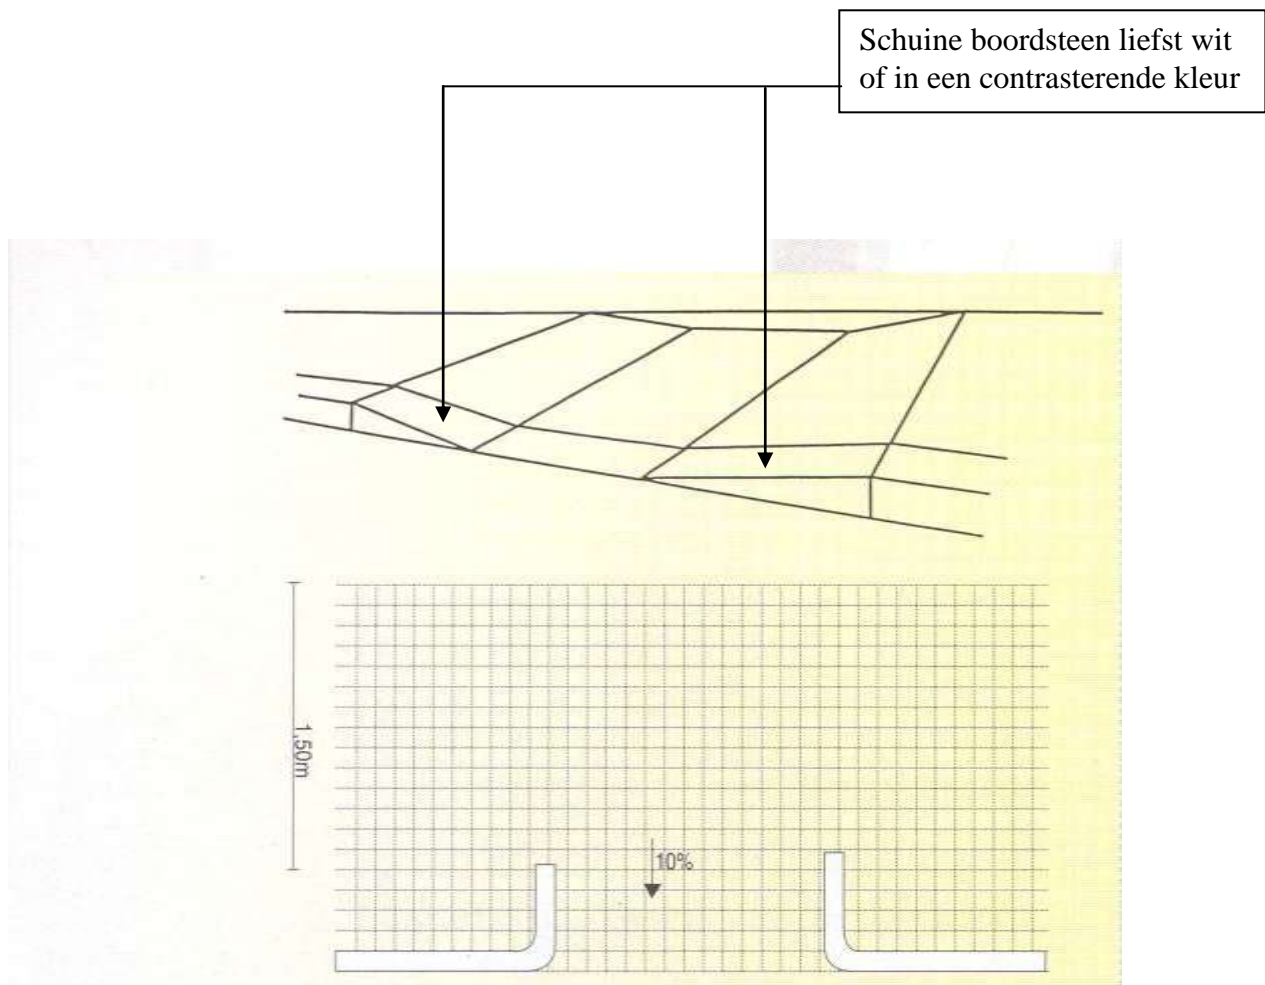 Schuine boordsteen liefst wit
of in een contrasterende kleur
1,50m
10%